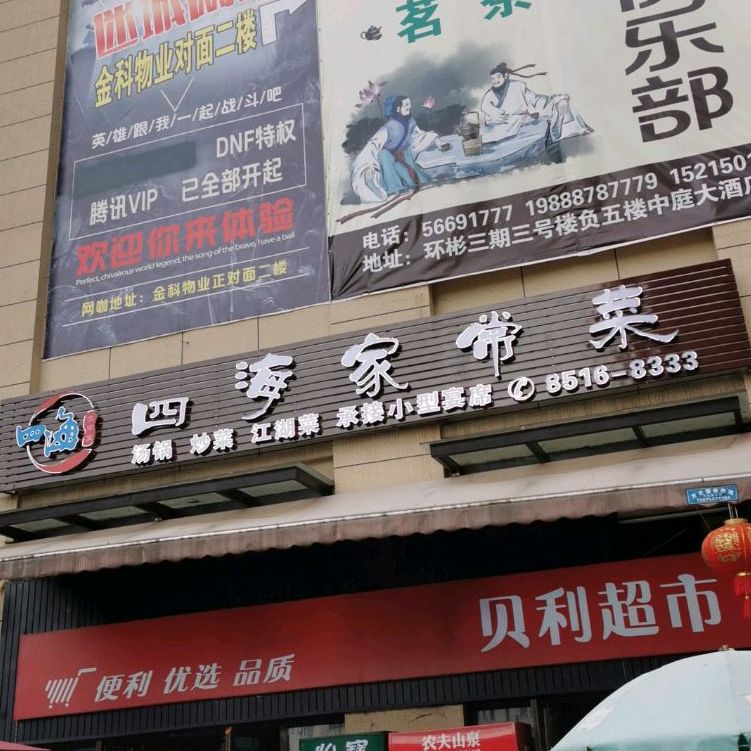 金科物业对面二楼
英/雄/跟/我/一/起/战/斗/吧
DNF特权
腾讯VIP 已全部开起
欢迎你来体验
Perfect, chivalrous world legend, the song of the brave, have a ball
网咖地址：金科物业正对面二楼
茗茶
乐部
电话：56691777 19888787779 1521502
地址：环彬三期三号楼负五楼中庭大酒店
四海
四海家常菜
汤锅 炒菜 江湖菜 承接小型宴席 8516-8333
贝利超市
便利 优选 品质
怡宝
农夫山泉